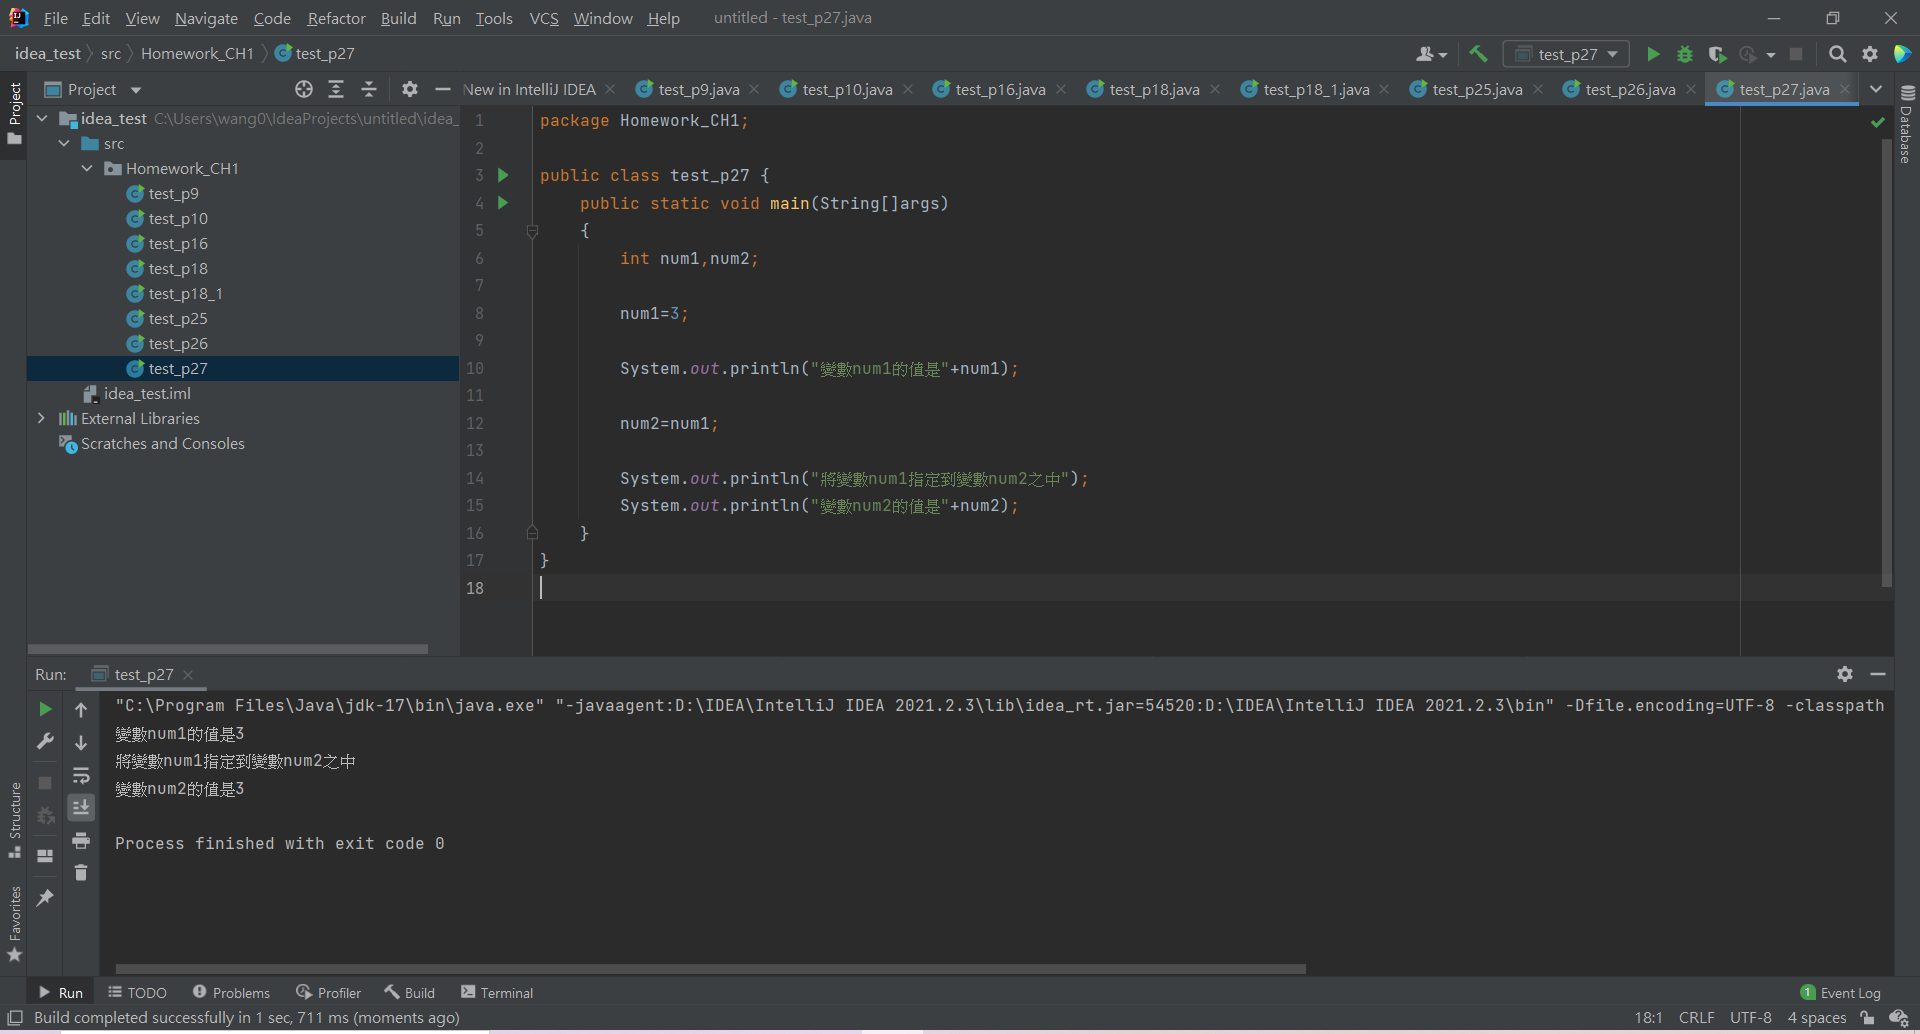 File Edit View Navigate Code Refactor Build Run Tools VCS Window Help untitled - test_p27.java
idea_test src Homework_CH1 test_p27 test_p27
Project New in IntelliJ IDEA test_p9.java test_p10.java test_p16.java test_p18.java test_p18_1.java test_p25.java test_p26.java test_p27.java
Project
Database
idea_test C:\Users\wang0\IdeaProjects\untitled\idea_
src
Homework_CH1
test_p9
test_p10
test_p16
test_p18
test_p18_1
test_p25
test_p26
test_p27
idea_test.iml
External Libraries
Scratches and Consoles
1 package Homework_CH1;
2
3 public class test_p27 {
4 public static void main(String[]args)
5 {
6 int num1,num2;
7
8 num1=3;
9
10 System.out.println("變數num1的值是"+num1);
11
12 num2=num1;
13
14 System.out.println("將變數num1指定到變數num2之中");
15 System.out.println("變數num2的值是"+num2);
16 }
17 }
18
Run: test_p27
"C:\Program Files\Java\jdk-17\bin\java.exe" "-javaagent:D:\IDEA\IntelliJ IDEA 2021.2.3\lib\idea_rt.jar=54520:D:\IDEA\IntelliJ IDEA 2021.2.3\bin" -Dfile.encoding=UTF-8 -classpath
變數num1的值是3
將變數num1指定到變數num2之中
變數num2的值是3
Process finished with exit code 0
Structure
Favorites
Run TODO Problems Profiler Build Terminal 1 Event Log
Build completed successfully in 1 sec, 711 ms (moments ago) 18:1 CRLF UTF-8 4 spaces